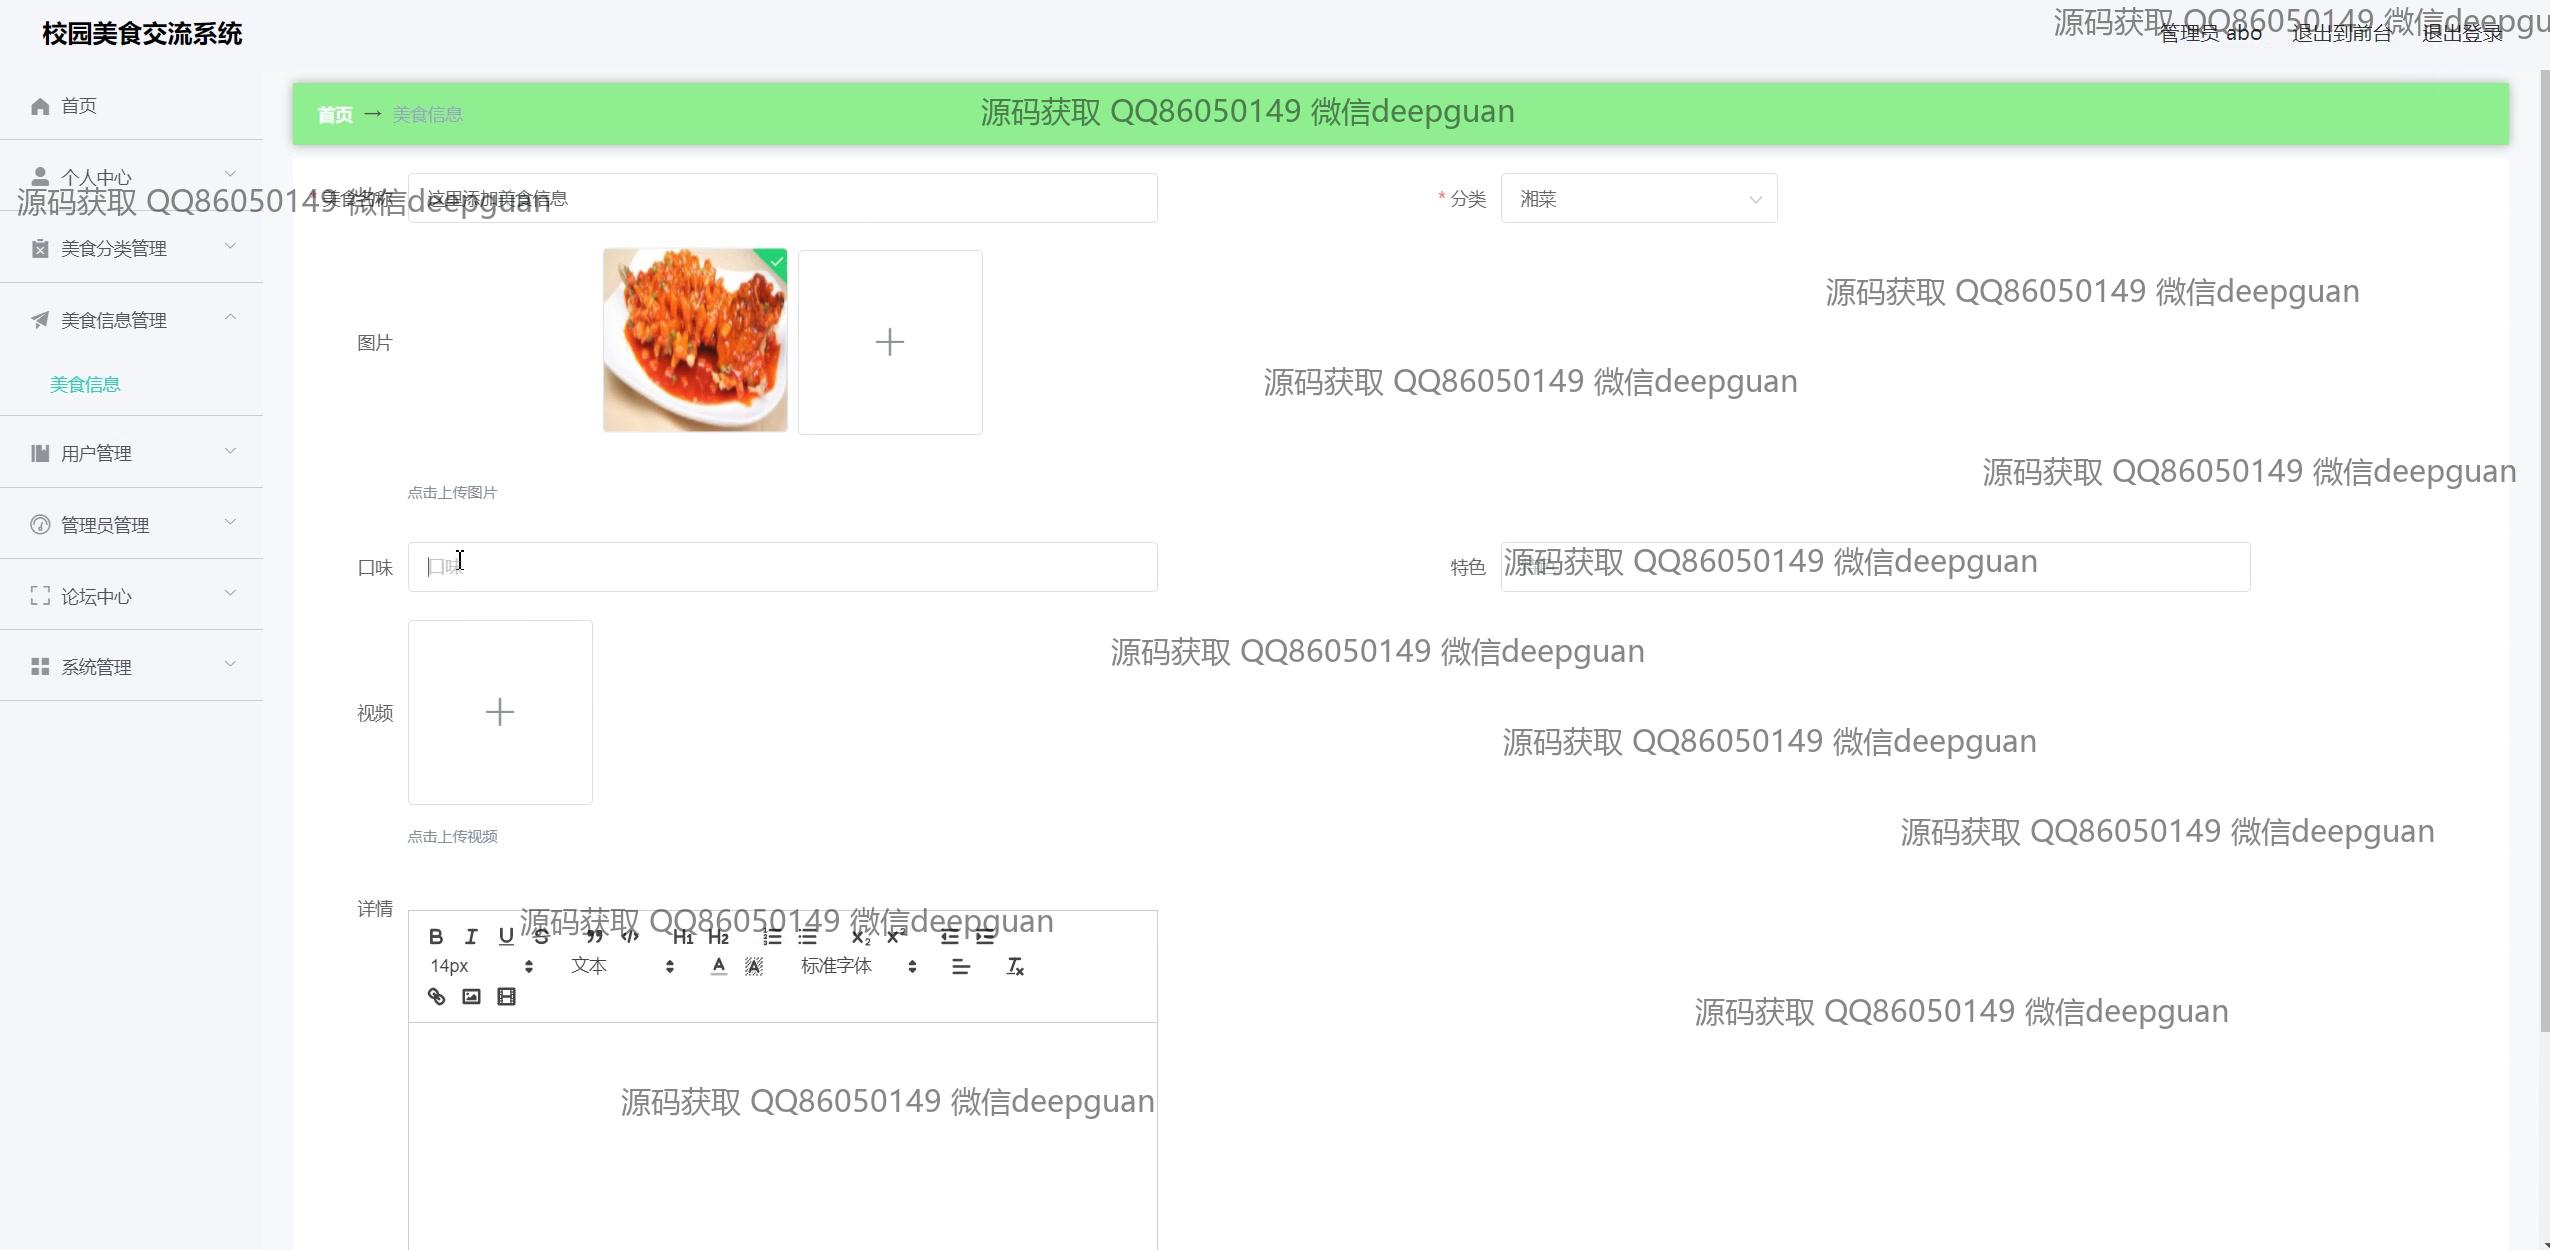 校园美食交流系统
源码获取 QQ86050149 微信deepgu
管理员 abo 退出到前台 退出登录
首页
首页 → 美食信息
源码获取 QQ86050149 微信deepguan
个人中心
源码获取 QQ86050149 微信deepguan
* 美食名称 这里添加美食信息
* 分类 湘菜
美食分类管理
源码获取 QQ86050149 微信deepguan
美食信息管理
图片
源码获取 QQ86050149 微信deepguan
美食信息
用户管理
源码获取 QQ86050149 微信deepguan
点击上传图片
管理员管理
口味 口味
特色
源码获取 QQ86050149 微信deepguan
论坛中心
源码获取 QQ86050149 微信deepguan
系统管理
视频
源码获取 QQ86050149 微信deepguan
点击上传视频
源码获取 QQ86050149 微信deepguan
详情
源码获取 QQ86050149 微信deepguan
B I U S ” </> H1 H2 X₂ X²
14px 文本 A A 标准字体
源码获取 QQ86050149 微信deepguan
源码获取 QQ86050149 微信deepguan